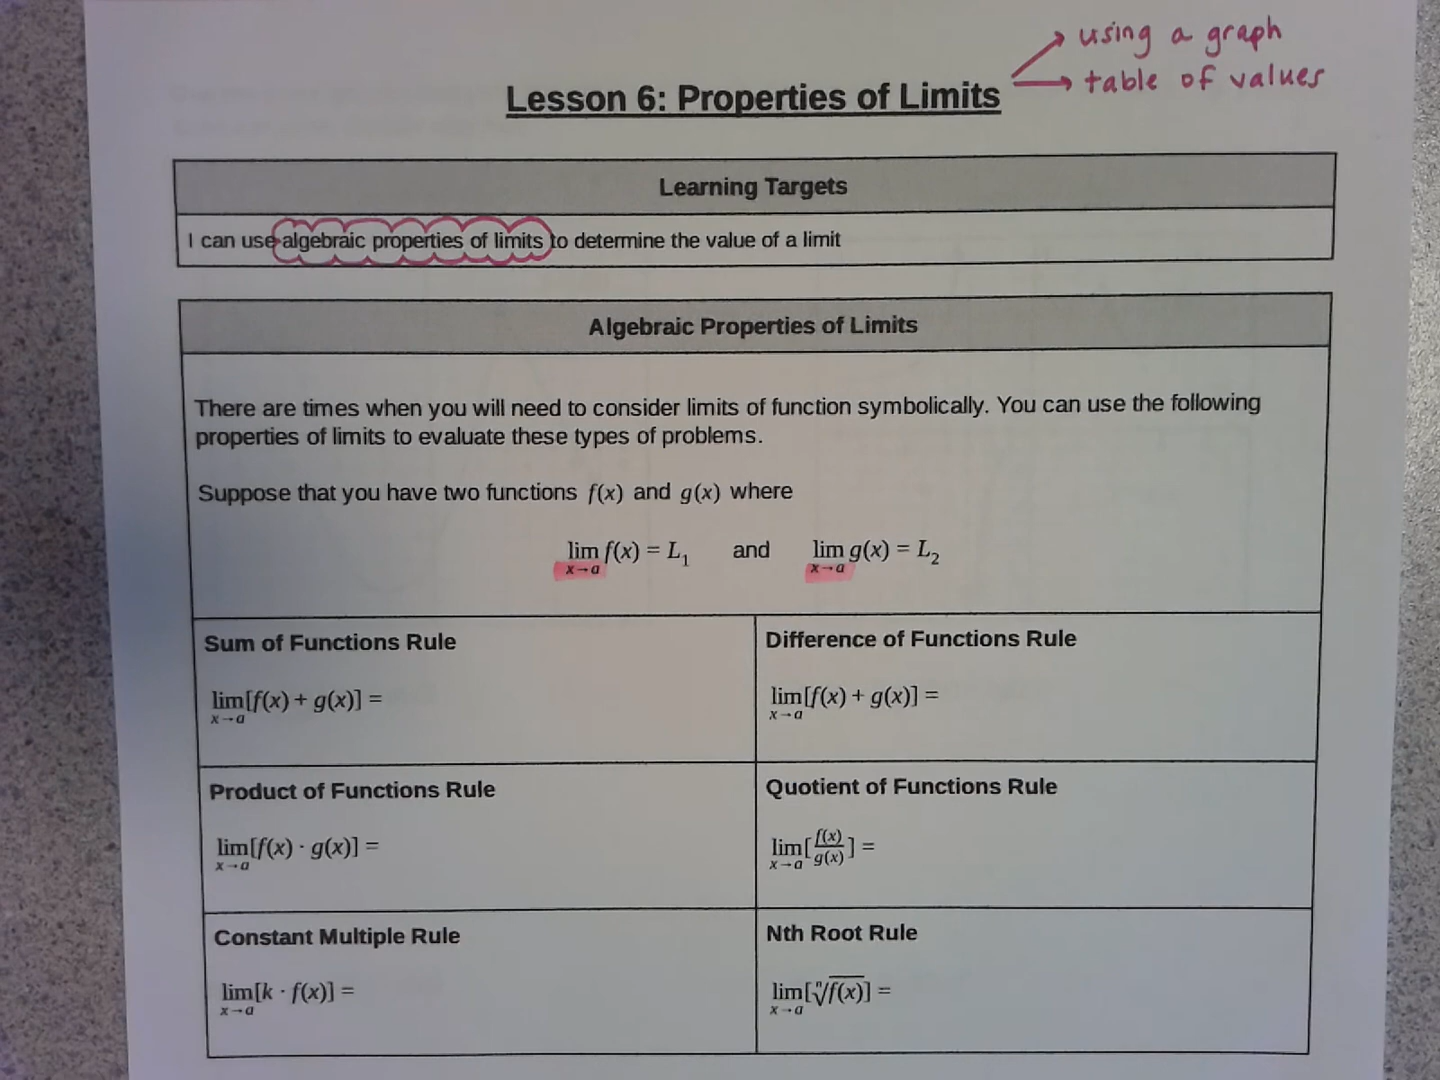 using a graph
table of values
Lesson 6: Properties of Limits
Learning Targets
I can use algebraic properties of limits to determine the value of a limit
Algebraic Properties of Limits
There are times when you will need to consider limits of function symbolically. You can use the following
properties of limits to evaluate these types of problems.
Suppose that you have two functions f(x) and g(x) where
lim f(x) = L₁ and lim g(x) = L₂
x→a x→a
Sum of Functions Rule
lim[f(x) + g(x)] =
x→a
Difference of Functions Rule
lim[f(x) + g(x)] =
x→a
Product of Functions Rule
lim[f(x) · g(x)] =
x→a
Quotient of Functions Rule
lim[f(x)/g(x)] =
x→a
Constant Multiple Rule
lim[k · f(x)] =
x→a
Nth Root Rule
lim[ⁿ√f(x)] =
x→a